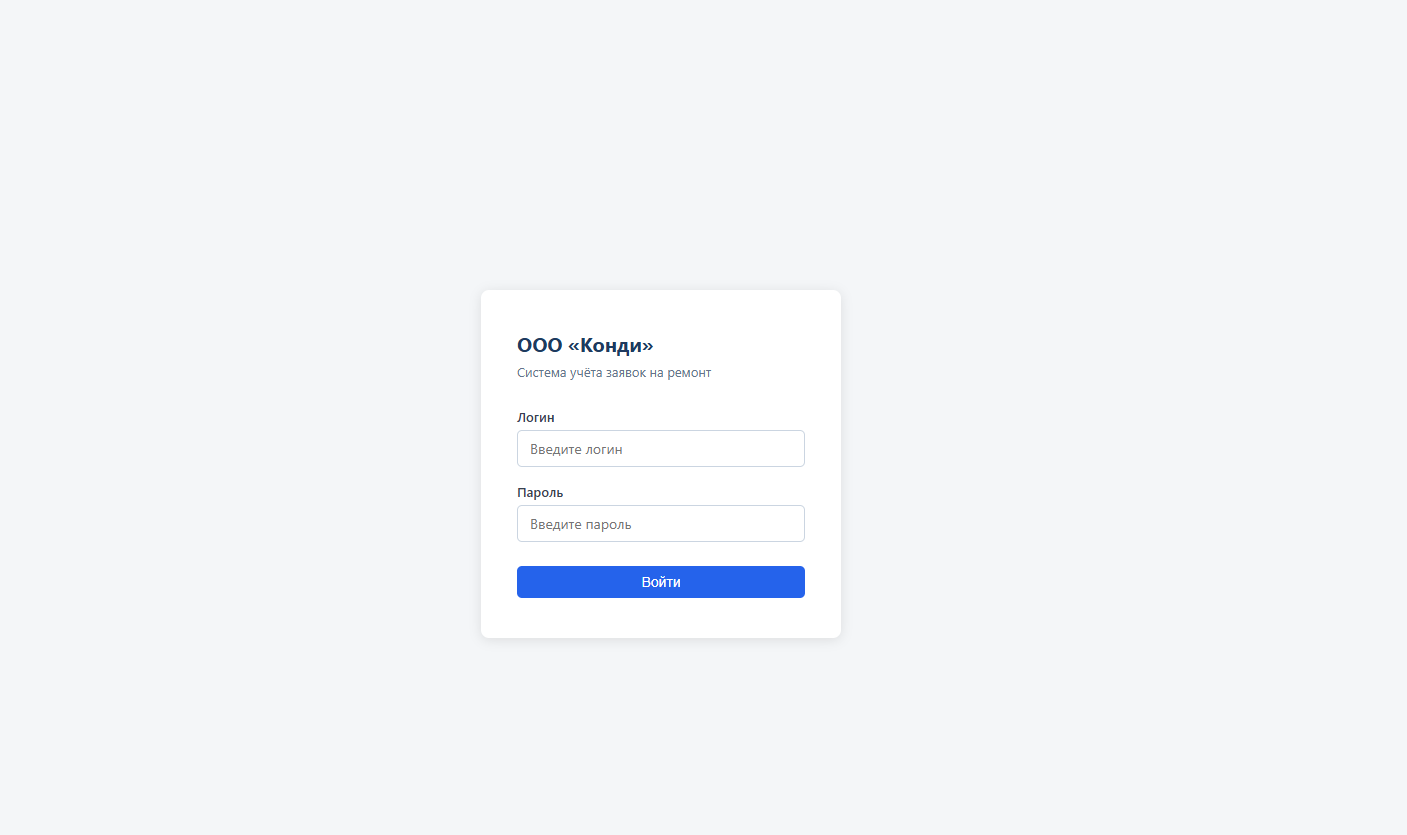 ООО «Конди»
Система учёта заявок на ремонт
Логин
Введите логин
Пароль
Введите пароль
Войти